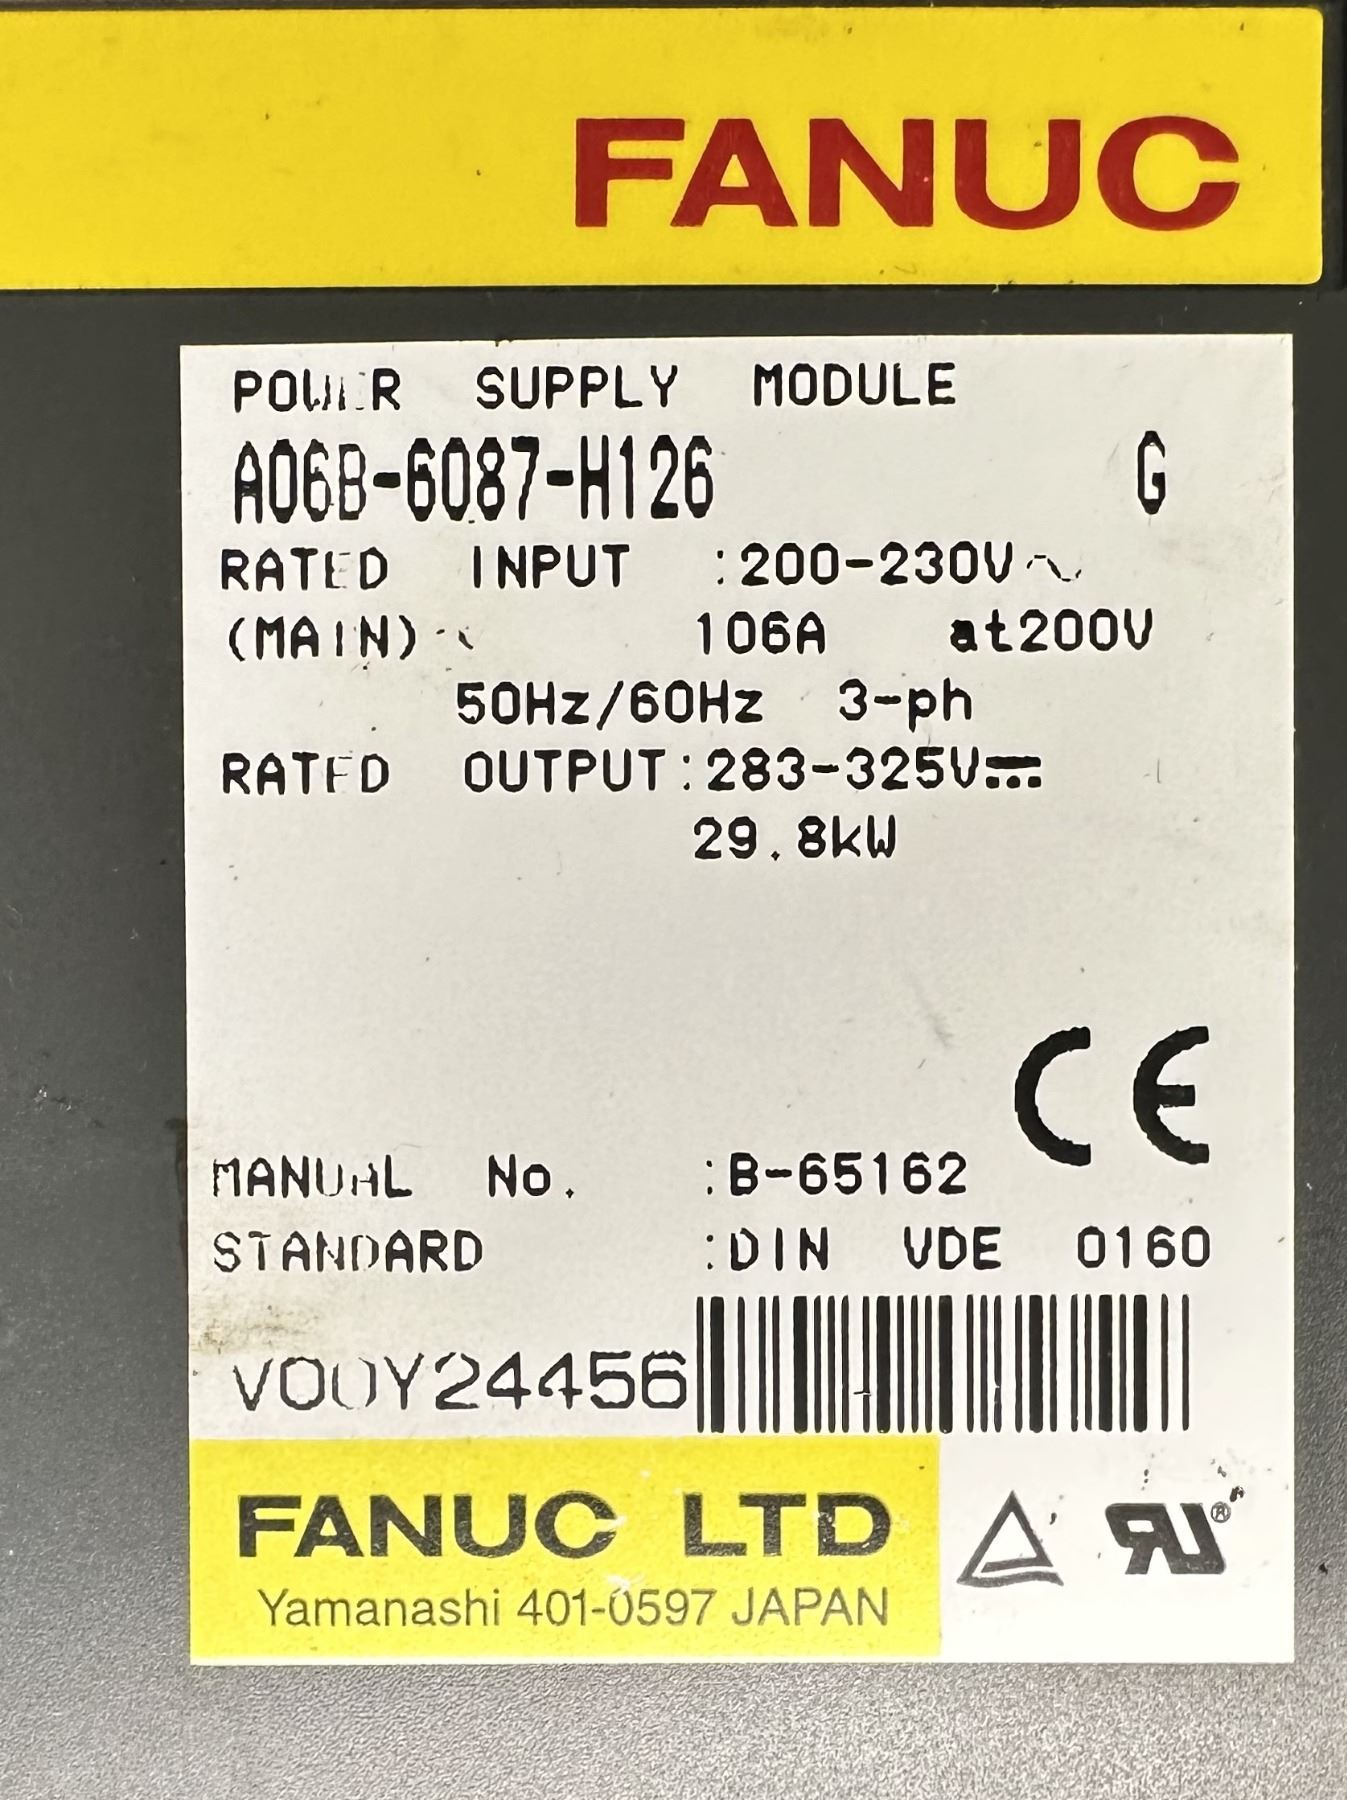 FANUC
POWER SUPPLY MODULE
A06B-6087-H126 G
RATED INPUT :200-230V~
(MAIN) 106A at200V
50Hz/60Hz 3-ph
RATED OUTPUT:283-325V⎓
29.8kW
CE
MANUAL No. :B-65162
STANDARD :DIN VDE 0160
V00Y24456
FANUC LTD
Yamanashi 401-0597 JAPAN
RU®